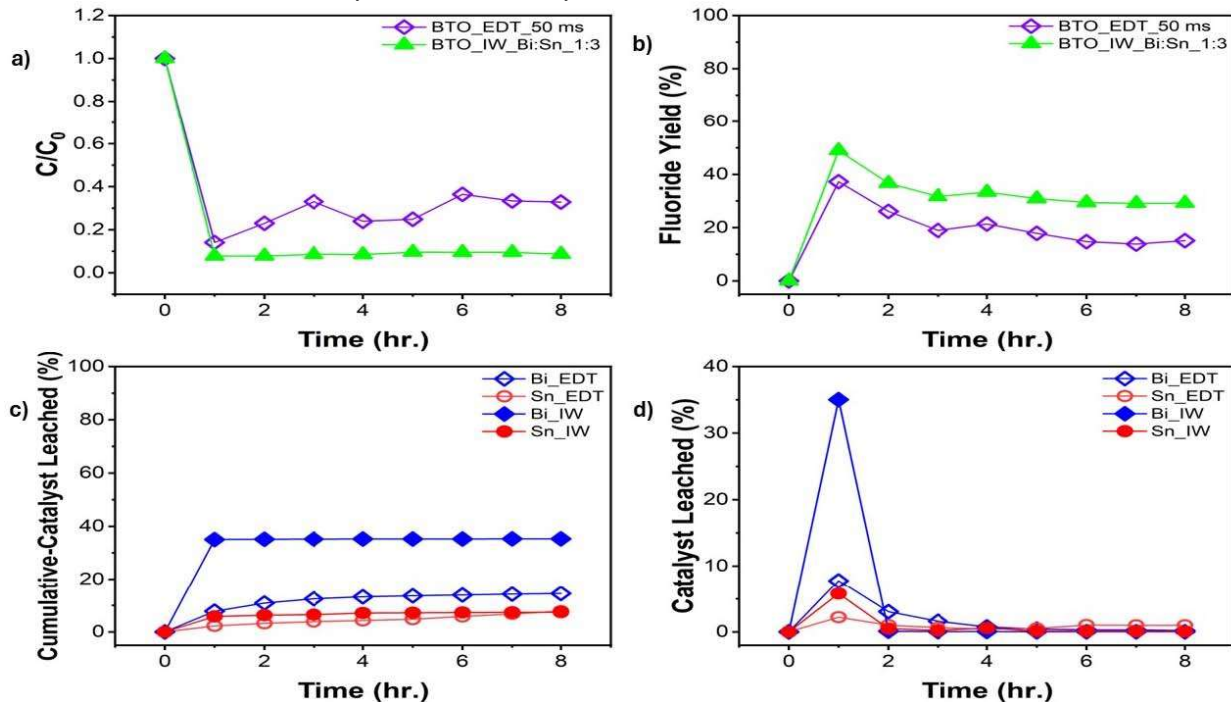 a)
1.2
1.0
0.8
0.6
0.4
0.2
0.0
C/C0
0 2 4 6 8
Time (hr.)
BTO_EDT_50 ms
BTO_IW_Bi:Sn_1:3
b)
100
80
60
40
20
0
Fluoride Yield (%)
0 2 4 6 8
Time (hr.)
BTO_EDT_50 ms
BTO_IW_Bi:Sn_1:3
c)
100
80
60
40
20
0
Cumulative-Catalyst Leached (%)
0 2 4 6 8
Time (hr.)
Bi_EDT
Sn_EDT
Bi_IW
Sn_IW
d)
40
30
20
10
0
Catalyst Leached (%)
0 2 4 6 8
Time (hr.)
Bi_EDT
Sn_EDT
Bi_IW
Sn_IW